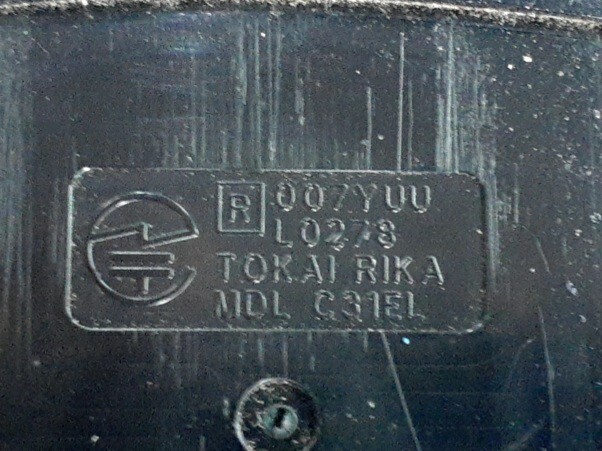 R 007YUU
L0278
TOKAI RIKA
MDL C31EL